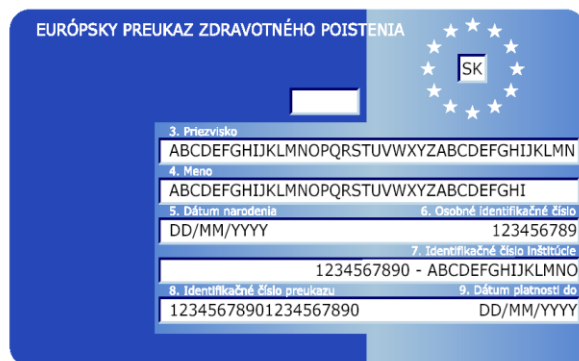 EURÓPSKY PREUKAZ ZDRAVOTNÉHO POISTENIA
SK
3. Priezvisko
ABCDEFGHIJKLMNOPQRSTUVWXYZABCDEFGHIJKLMN
4. Meno
ABCDEFGHIJKLMNOPQRSTUVWXYZABCDEFGHI
5. Dátum narodenia 6. Osobné identifikačné číslo
DD/MM/YYYY 123456789
7. Identifikačné číslo inštitúcie
1234567890 - ABCDEFGHIJKLMNO
8. Identifikačné číslo preukazu 9. Dátum platnosti do
12345678901234567890 DD/MM/YYYY